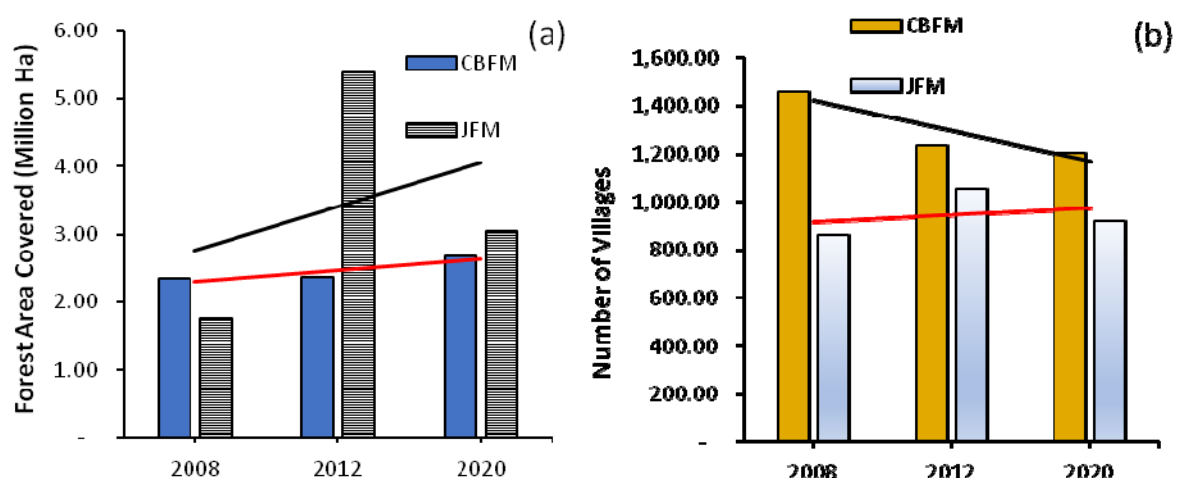 (a)
Forest Area Covered (Million Ha)
6.00
5.00
4.00
3.00
2.00
1.00
-
CBFM
JFM
2008 2012 2020
(b)
Number of Villages
CBFM
JFM
1,600.00
1,400.00
1,200.00
1,000.00
800.00
600.00
400.00
200.00
-
2008 2012 2020